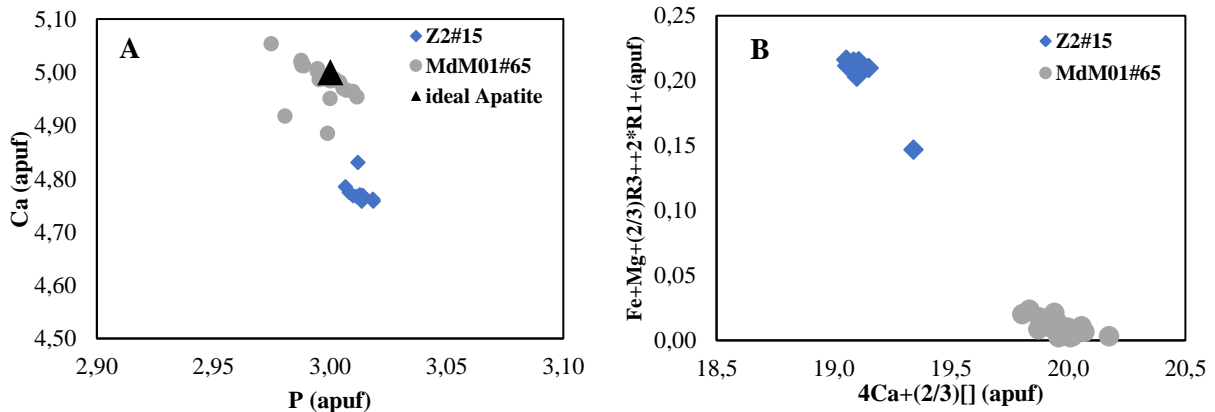 A
Z2#15
MdM01#65
ideal Apatite
5,10
5,00
4,90
4,80
4,70
4,60
4,50
Ca (apuf)
2,90
2,95
3,00
3,05
3,10
P (apuf)
B
Z2#15
MdM01#65
0,25
0,20
0,15
0,10
0,05
0,00
Fe+Mg+(2/3)R3++2*R1+(apuf)
18,5
19,0
19,5
20,0
20,5
4Ca+(2/3)[] (apuf)